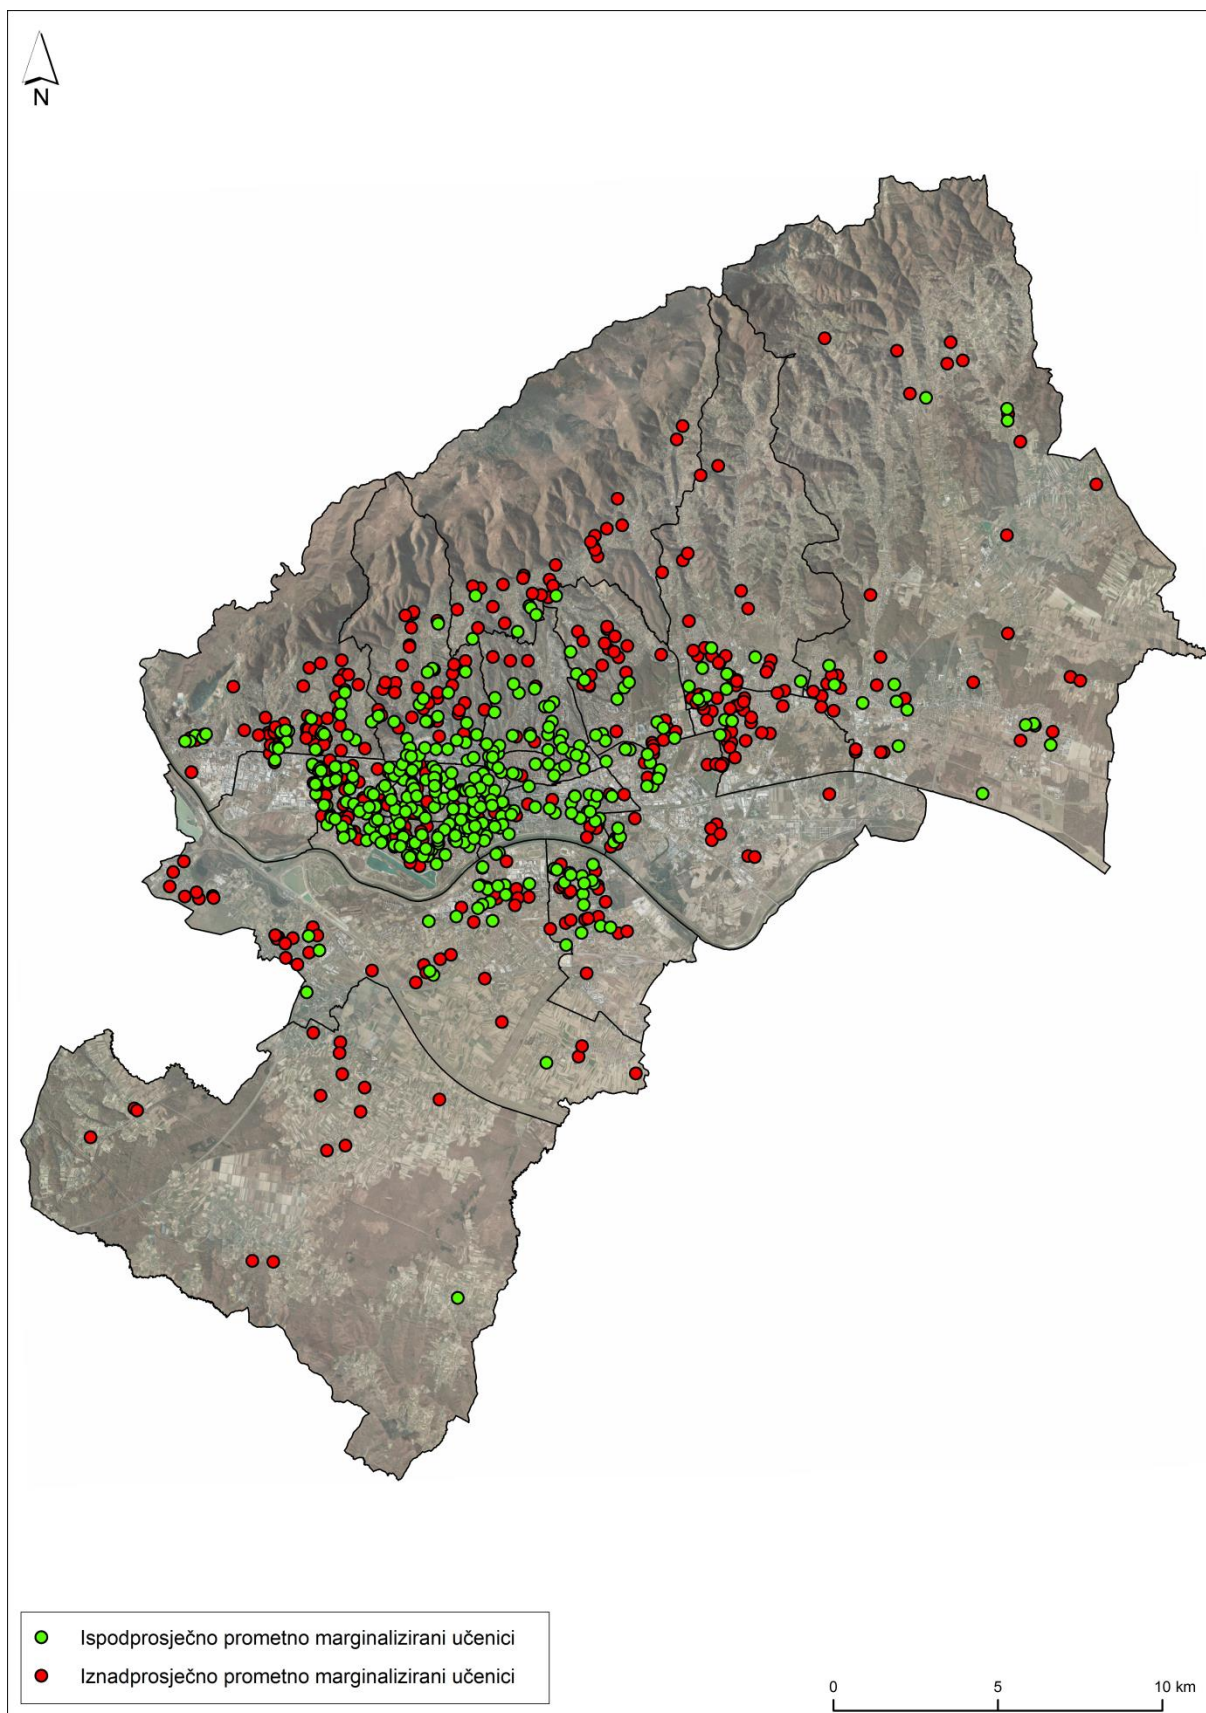 N
Ispodprosječno prometno marginalizirani učenici
Iznadprosječno prometno marginalizirani učenici
0 5 10 km